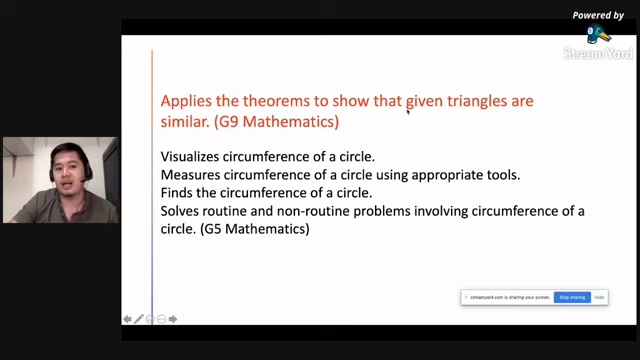 Powered by
StreamYard
Applies the theorems to show that given triangles are
similar. (G9 Mathematics)
Visualizes circumference of a circle.
Measures circumference of a circle using appropriate tools.
Finds the circumference of a circle.
Solves routine and non-routine problems involving circumference of a
circle. (G5 Mathematics)
streamyard.com is sharing your screen. Stop sharing Hide